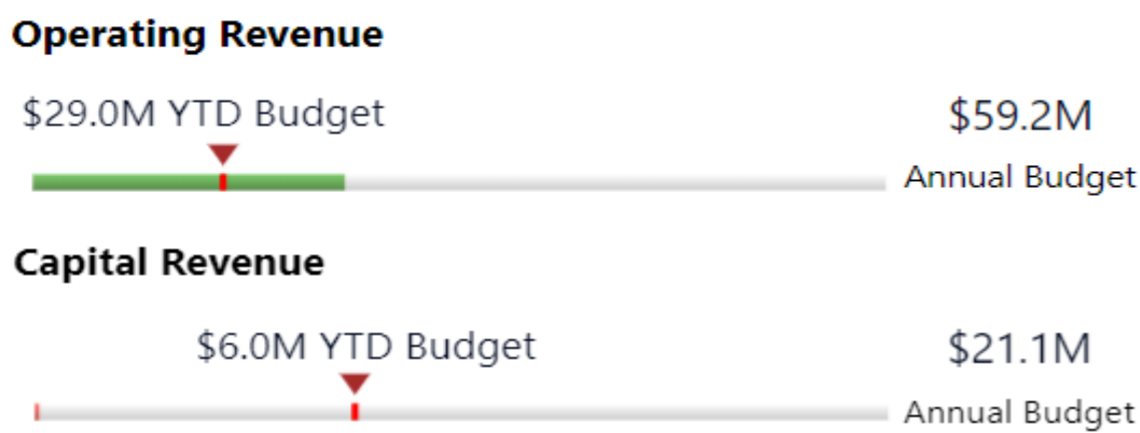 Operating Revenue
$29.0M YTD Budget
$59.2M
Annual Budget
Capital Revenue
$6.0M YTD Budget
$21.1M
Annual Budget